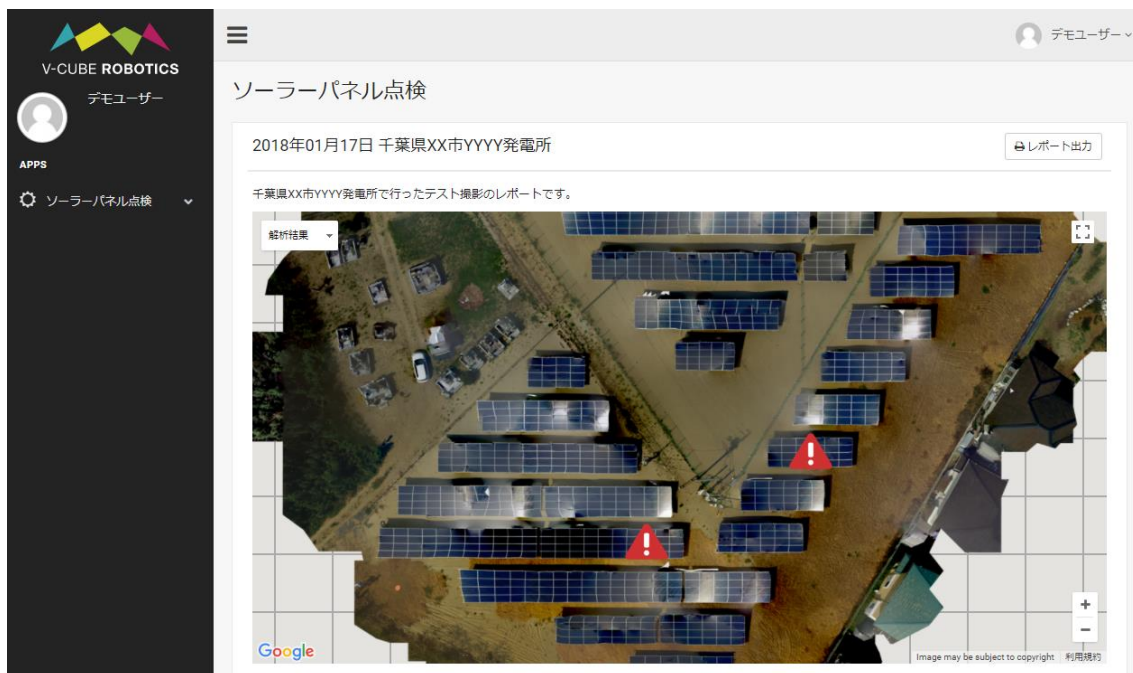 V-CUBE ROBOTICS
デモユーザー
APPS
ソーラーパネル点検
デモユーザー
ソーラーパネル点検
2018年01月17日 千葉県XX市YYYY発電所
レポート出力
千葉県XX市YYYY発電所で行ったテスト撮影のレポートです。
解析結果
Google
Image may be subject to copyright
利用規約